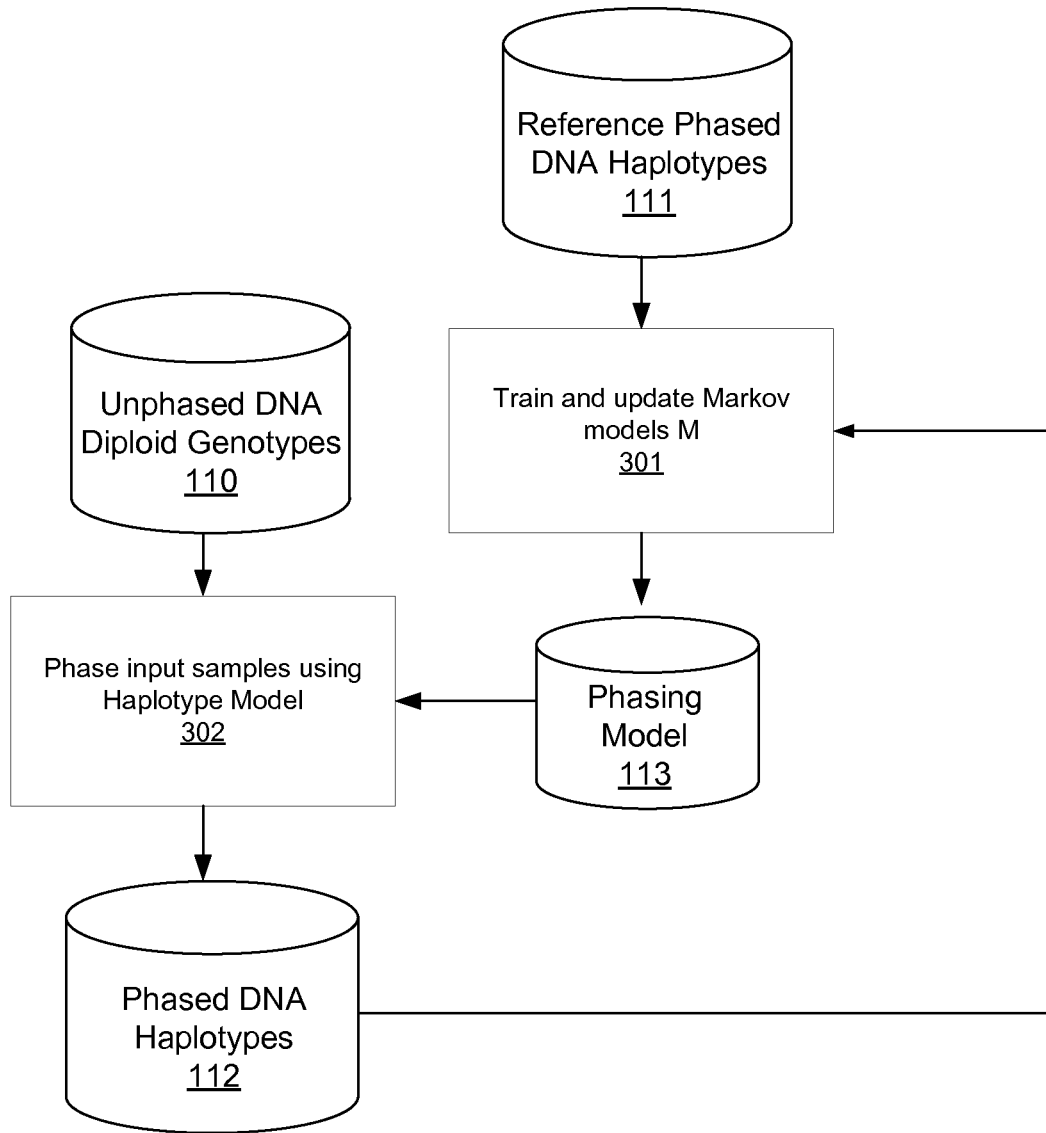 Reference Phased
DNA Haplotypes
111
Unphased DNA
Diploid Genotypes
110
Train and update Markov
models M
301
Phase input samples using
Haplotype Model
302
Phasing
Model
113
Phased DNA
Haplotypes
112